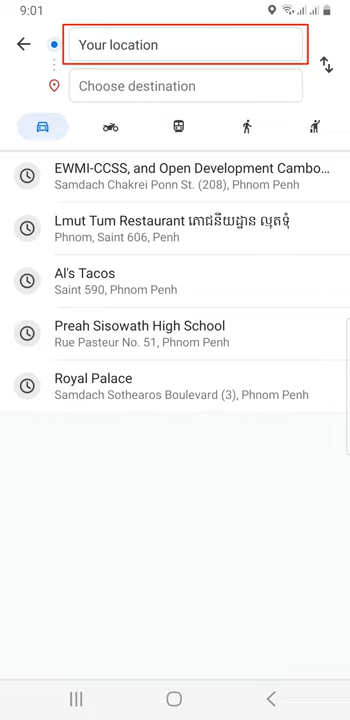 9:01
Your location
Choose destination
EWMI-CCSS, and Open Development Cambo...
Samdach Chakrei Ponn St. (208), Phnom Penh
Lmut Tum Restaurant ភោជនីយដ្ឋាន ល្មុតទុំ
Phnom, Saint 606, Penh
Al's Tacos
Saint 590, Phnom Penh
Preah Sisowath High School
Rue Pasteur No. 51, Phnom Penh
Royal Palace
Samdach Sothearos Boulevard (3), Phnom Penh